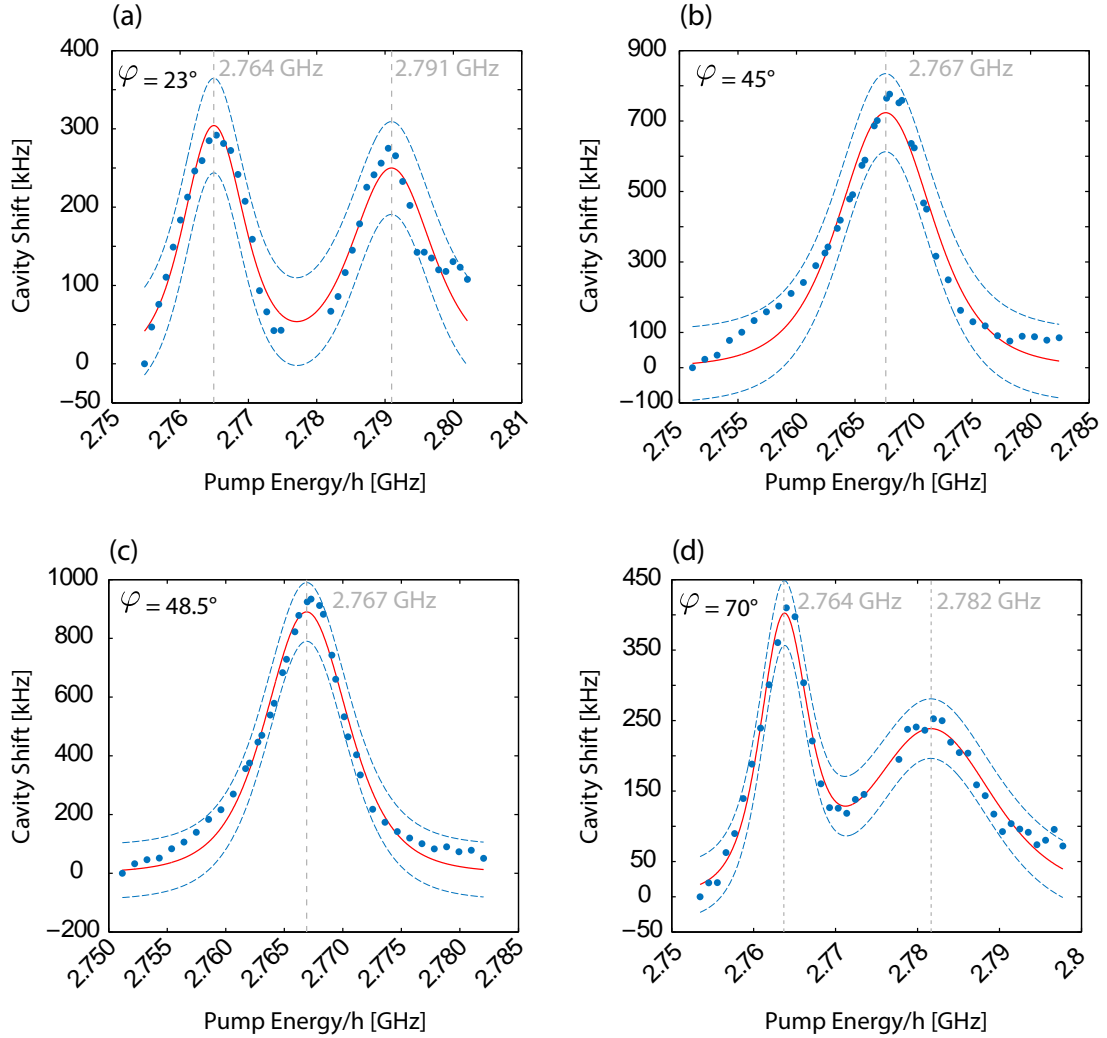 (a)
400
300
200
100
0
−50
2.75
2.76
2.77
2.78
2.79
2.80
2.81
φ = 23°
2.764 GHz
2.791 GHz
Cavity Shift [kHz]
Pump Energy/h [GHz]
(b)
900
700
500
300
100
0
−100
2.75
2.755
2.760
2.765
2.770
2.775
2.780
2.785
φ = 45°
2.767 GHz
Cavity Shift [kHz]
Pump Energy/h [GHz]
(c)
1000
800
600
400
200
0
−200
2.750
2.755
2.760
2.765
2.770
2.775
2.780
2.785
φ = 48.5°
2.767 GHz
Cavity Shift [kHz]
Pump Energy/h [GHz]
(d)
450
350
250
150
50
0
−50
2.75
2.76
2.77
2.78
2.79
2.8
φ = 70°
2.764 GHz
2.782 GHz
Cavity Shift [kHz]
Pump Energy/h [GHz]